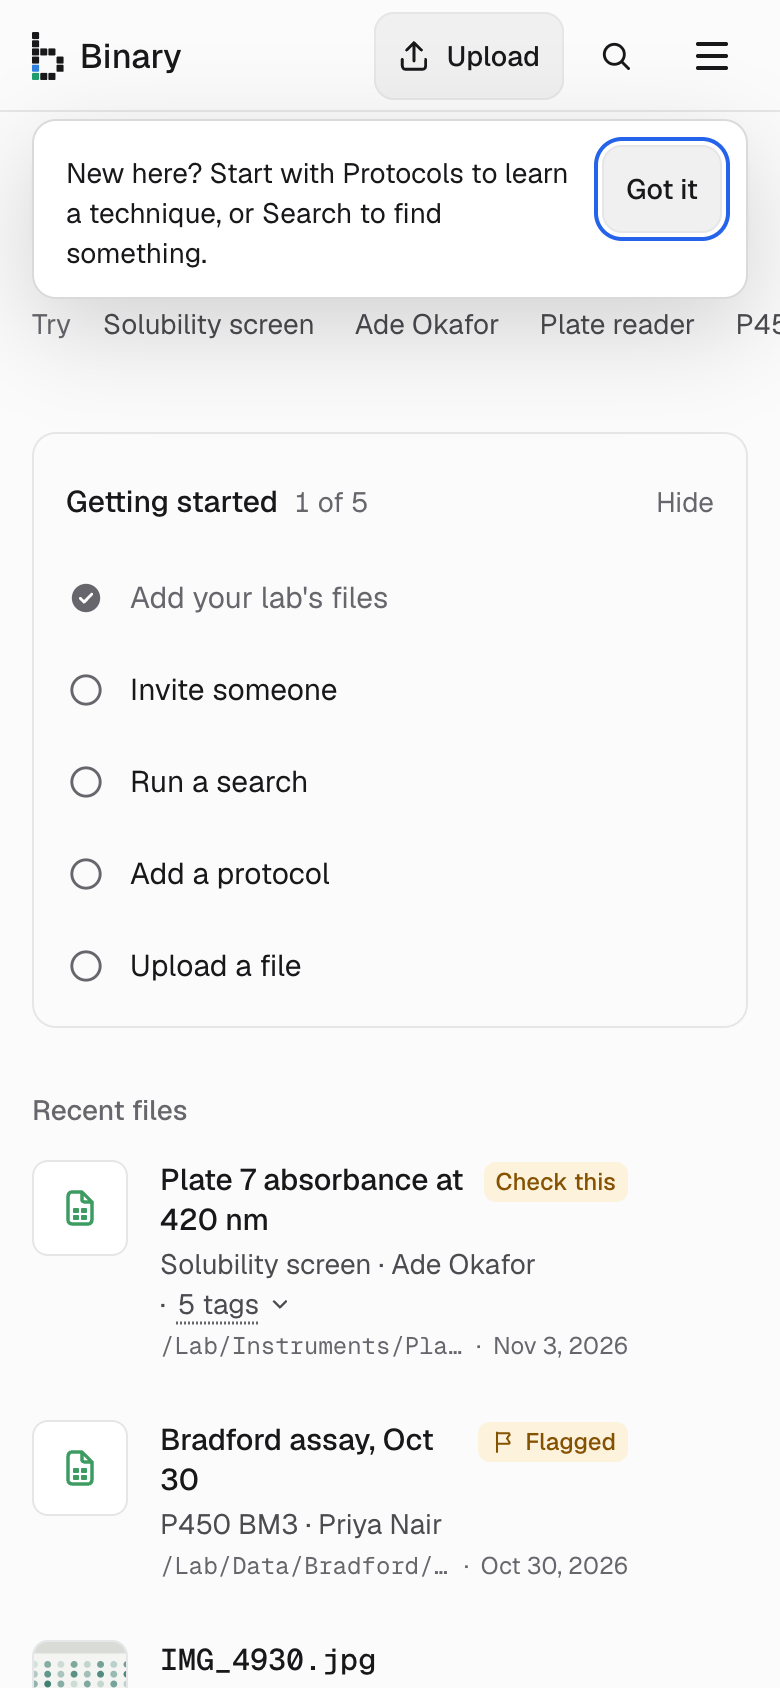 Binary
Upload
New here? Start with Protocols to learn
a technique, or Search to find
something.
Got it
Try Solubility screen Ade Okafor Plate reader
Getting started 1 of 5 Hide
Add your lab's files
Invite someone
Run a search
Add a protocol
Upload a file
Recent files
Plate 7 absorbance at
420 nm
Check this
Solubility screen · Ade Okafor
· 5 tags
/Lab/Instruments/Pla… · Nov 3, 2026
Bradford assay, Oct
30
Flagged
P450 BM3 · Priya Nair
/Lab/Data/Bradford/… · Oct 30, 2026
IMG_4930.jpg